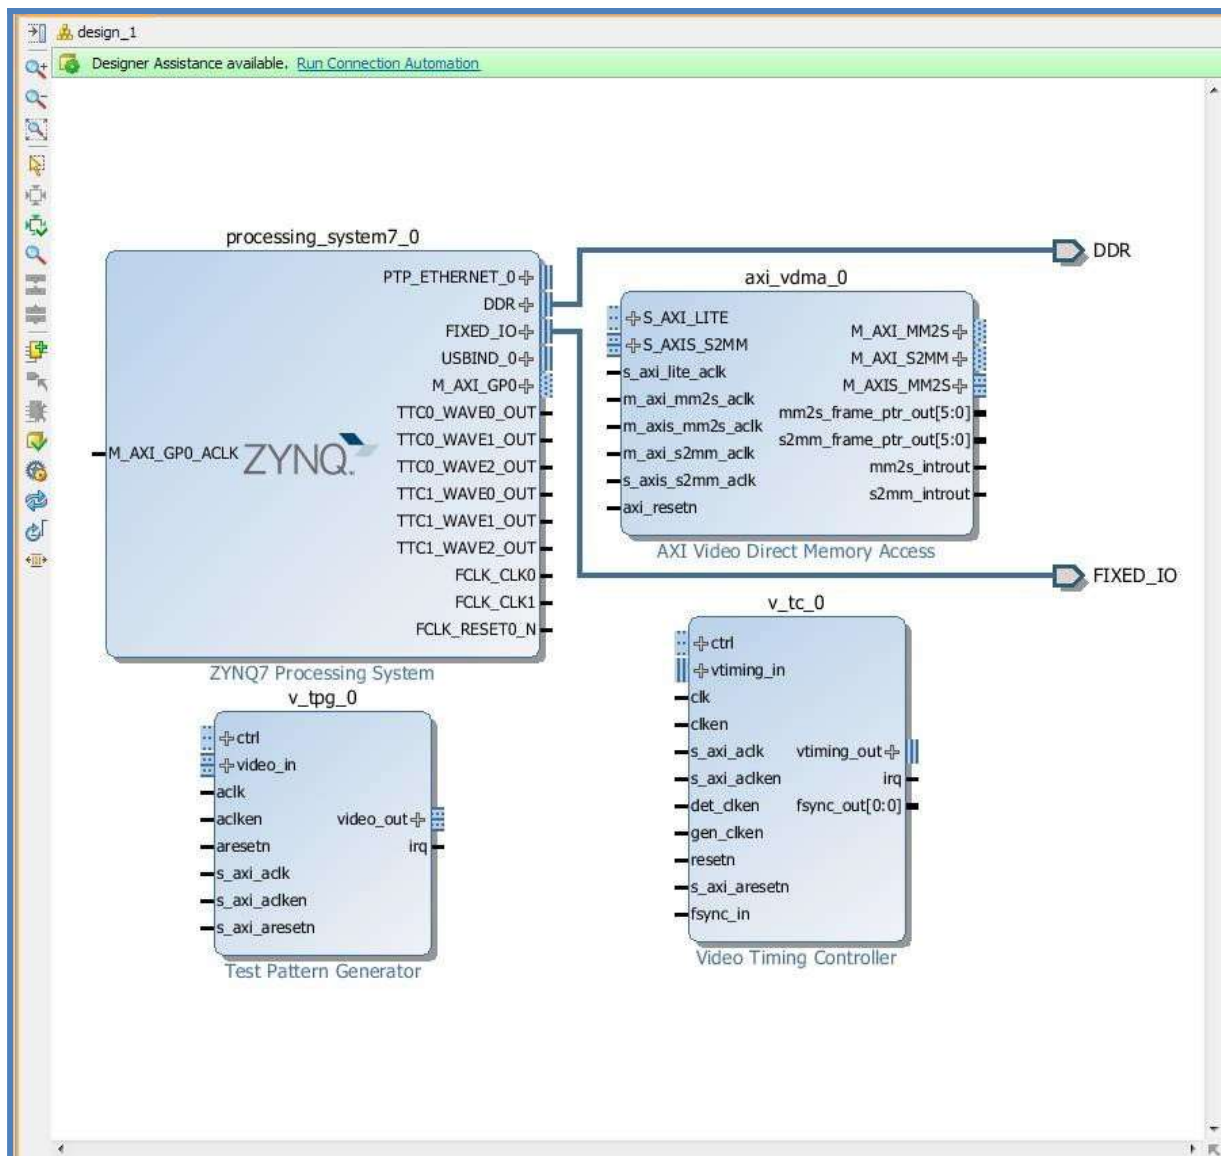 design_1
Designer Assistance available. Run Connection Automation
processing_system7_0
PTP_ETHERNET_0
DDR
FIXED_IO
USBIND_0
M_AXI_GP0
TTC0_WAVE0_OUT
TTC0_WAVE1_OUT
TTC0_WAVE2_OUT
TTC1_WAVE0_OUT
TTC1_WAVE1_OUT
TTC1_WAVE2_OUT
FCLK_CLK0
FCLK_CLK1
FCLK_RESET0_N
M_AXI_GP0_ACLK
ZYNQ
ZYNQ7 Processing System
DDR
axi_vdma_0
S_AXI_LITE
S_AXIS_S2MM
s_axi_lite_aclk
m_axi_mm2s_aclk
m_axis_mm2s_aclk
m_axi_s2mm_aclk
s_axis_s2mm_aclk
axi_resetn
M_AXI_MM2S
M_AXI_S2MM
M_AXIS_MM2S
mm2s_frame_ptr_out[5:0]
s2mm_frame_ptr_out[5:0]
mm2s_introut
s2mm_introut
AXI Video Direct Memory Access
FIXED_IO
v_tpg_0
ctrl
video_in
aclk
aclken
aresetn
s_axi_aclk
s_axi_aclken
s_axi_aresetn
video_out
irq
Test Pattern Generator
v_tc_0
ctrl
vtiming_in
clk
clken
s_axi_aclk
s_axi_aclken
det_clken
gen_clken
resetn
s_axi_aresetn
fsync_in
vtiming_out
irq
fsync_out[0:0]
Video Timing Controller